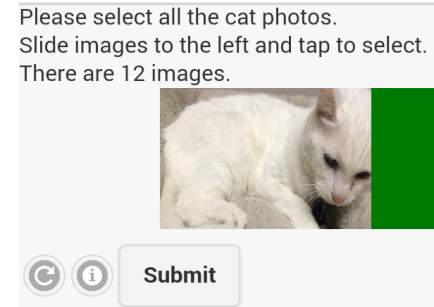 Please select all the cat photos.
Slide images to the left and tap to select.
There are 12 images.
Submit